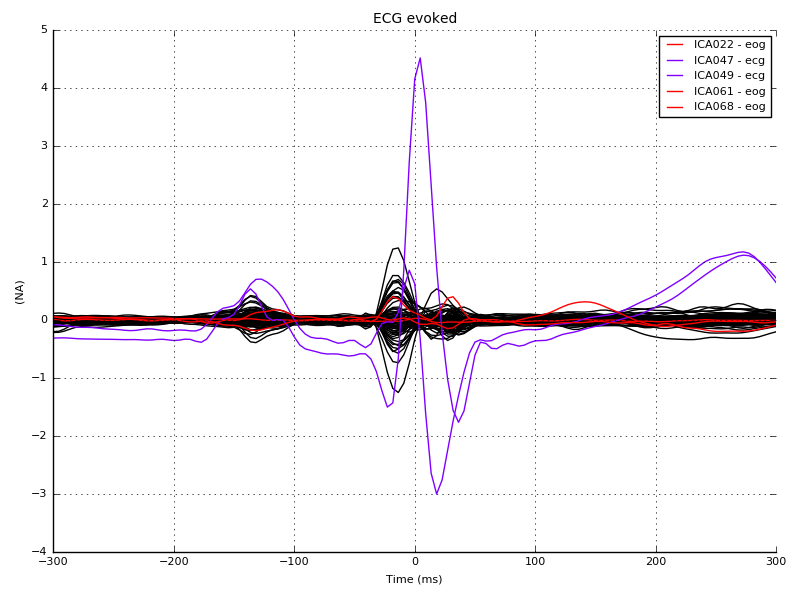 ECG evoked
5
4
3
2
1
0
−1
−2
−3
−4
(NA)
ICA022 - eog
ICA047 - ecg
ICA049 - ecg
ICA061 - eog
ICA068 - eog
−300 −200 −100 0 100 200 300
Time (ms)